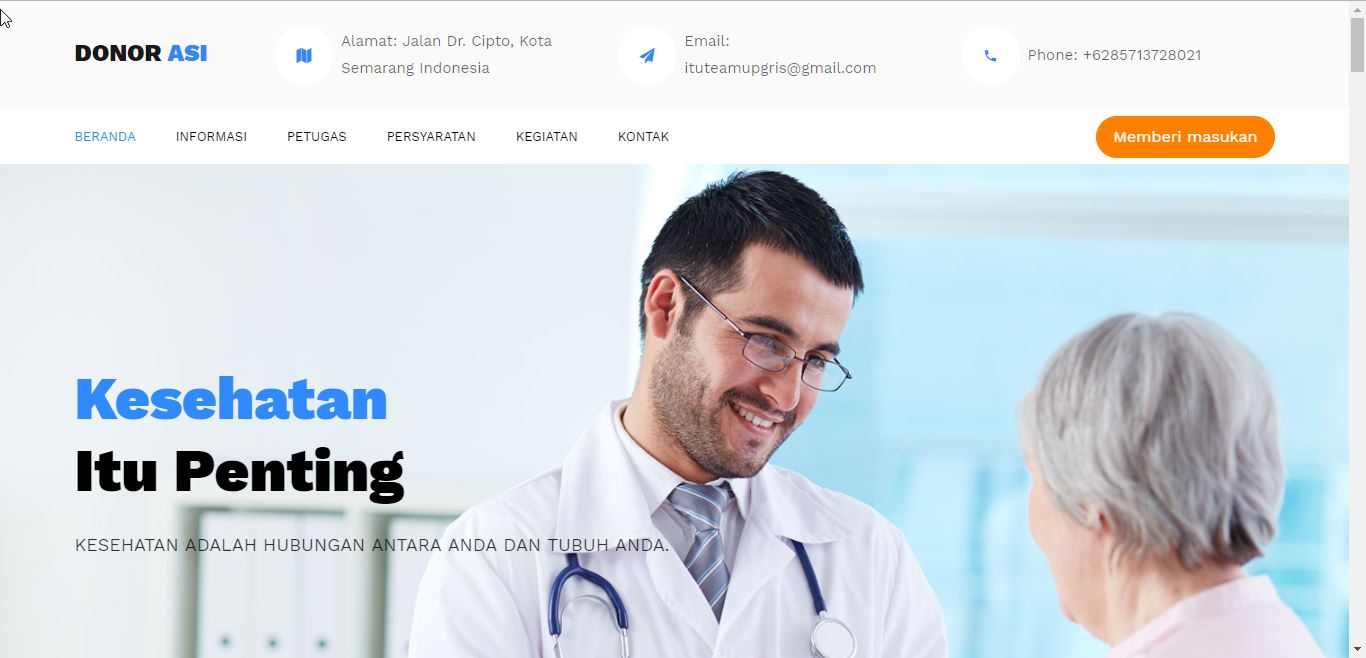 DONOR ASI
Alamat: Jalan Dr. Cipto, Kota
Semarang Indonesia
Email:
ituteamupgris@gmail.com
Phone: +6285713728021
BERANDA
INFORMASI
PETUGAS
PERSYARATAN
KEGIATAN
KONTAK
Memberi masukan
Kesehatan
Itu Penting
KESEHATAN ADALAH HUBUNGAN ANTARA ANDA DAN TUBUH ANDA.